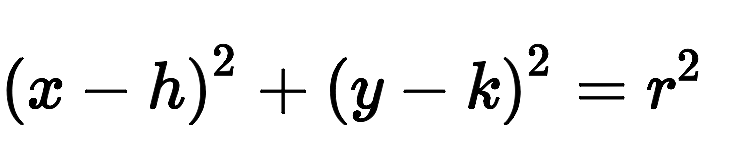 (x − h)² + (y − k)² = r²